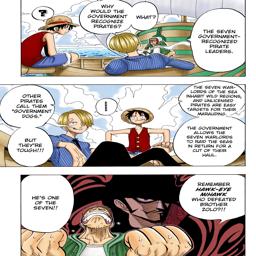 ?
WHY
WOULD THE
GOVERNMENT
RECOGNIZE
PIRATES?
WHAT?
THE SEVEN
GOVERNMENT-
RECOGNIZED
PIRATE
LEADERS.
OTHER
PIRATES
CALL THEM
"GOVERNMENT
DOGS."
BUT
THEY'RE
TOUGH!!!
!
THE SEVEN WAR-
LORDS OF THE SEA
INHABIT WILD REGIONS,
AND UNLICENSED
PIRATES ARE EASY
TARGETS FOR THEIR
MARAUDING.
THE GOVERNMENT
ALLOWS THE
SEVEN WARLORDS
TO RAID THE SEAS
IN RETURN FOR A
CUT OF THEIR
HAUL.
HE'S ONE
OF THE
SEVEN!!
REMEMBER
HAWK-EYE
MIHAWK
WHO DEFEATED
BROTHER
ZOLO?!!